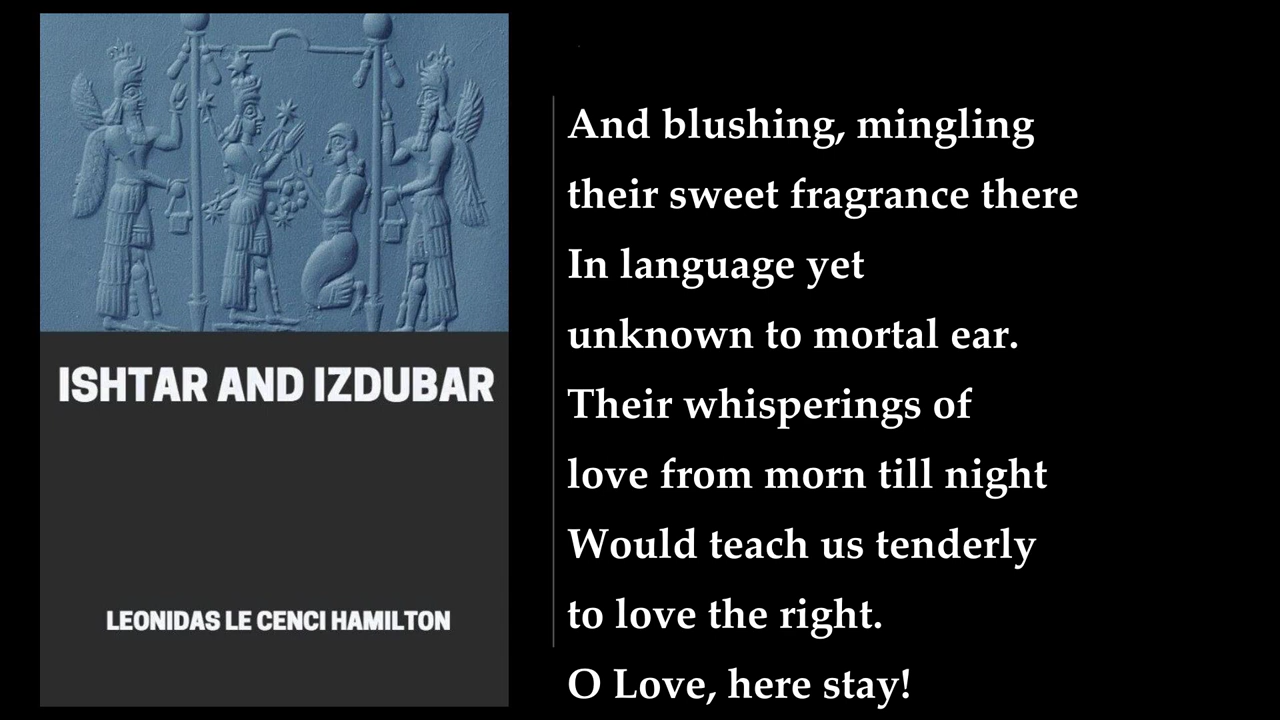 ISHTAR AND IZDUBAR
LEONIDAS LE CENCI HAMILTON
And blushing, mingling
their sweet fragrance there
In language yet
unknown to mortal ear.
Their whisperings of
love from morn till night
Would teach us tenderly
to love the right.
O Love, here stay!